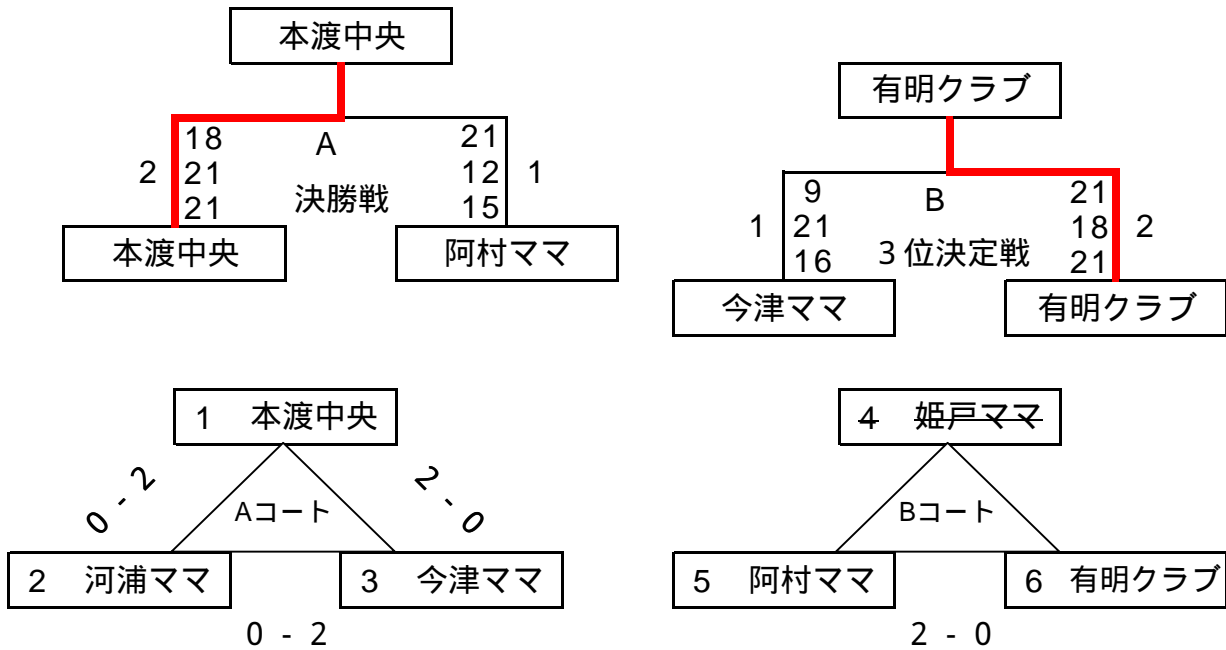 本渡中央
18 A 21
2 21 12 1
決勝戦
21 15
本渡中央 阿村ママ
有明クラブ
9 B 21
1 21 18 2
16 3位決定戦 21
今津ママ 有明クラブ
1 本渡中央
0-2 2-0
Aコート
2 河浦ママ 3 今津ママ
0-2
4 姫戸ママ
Bコート
5 阿村ママ 6 有明クラブ
2-0